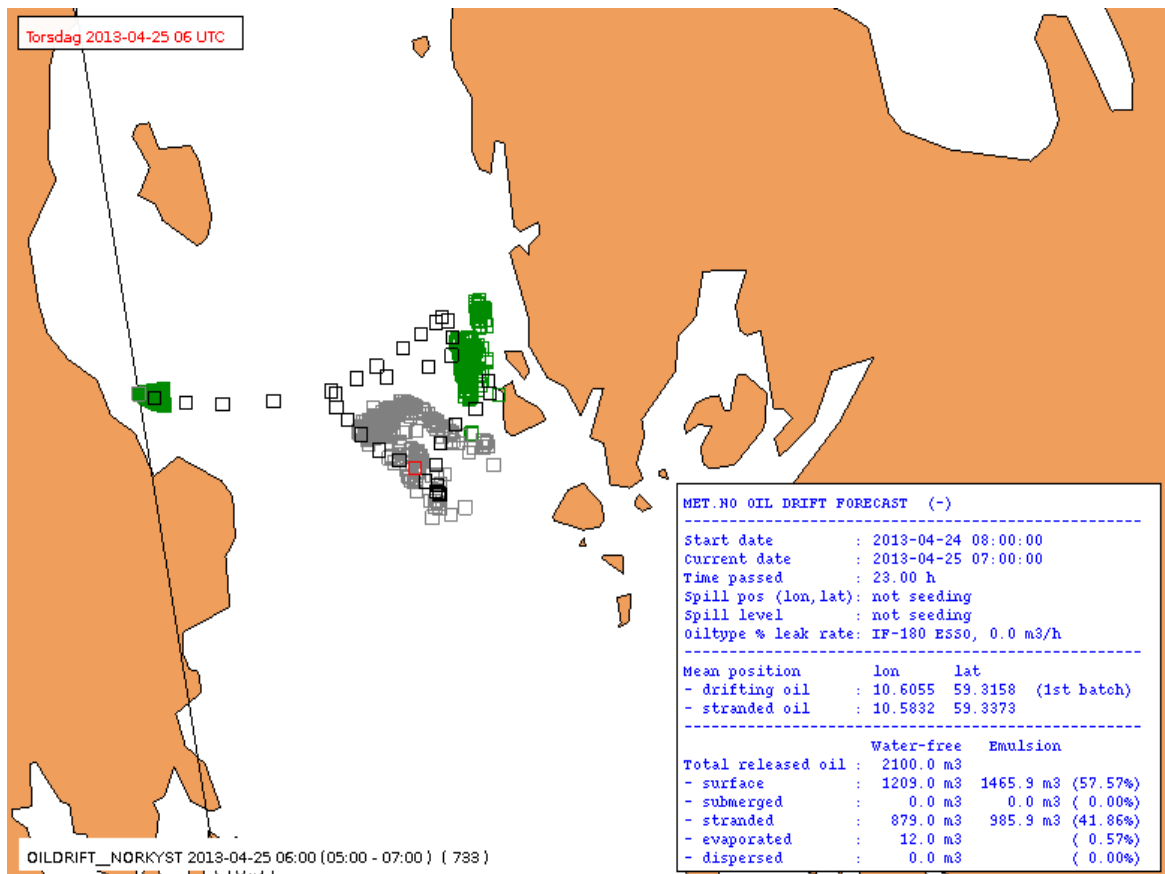 Torsdag 2013-04-25 06 UTC
MET.NO OIL DRIFT FORECAST (-)
Start date : 2013-04-24 08:00:00
Current date : 2013-04-25 07:00:00
Time passed : 23.00 h
Spill pos (lon,lat): not seeding
Spill level : not seeding
Oiltype % leak rate: IF-180 ESSO, 0.0 m3/h
Mean position lon lat
- drifting oil : 10.6055 59.3158 (1st batch)
- stranded oil : 10.5832 59.3373
Water-free Emulsion
Total released oil : 2100.0 m3
- surface : 1209.0 m3 1465.9 m3 (57.57%)
- submerged : 0.0 m3 0.0 m3 ( 0.00%)
- stranded : 879.0 m3 985.9 m3 (41.86%)
- evaporated : 12.0 m3 ( 0.57%)
- dispersed : 0.0 m3 ( 0.00%)
OILDRIFT__NORKYST 2013-04-25 06:00 (05:00 - 07:00 ) ( 733 )